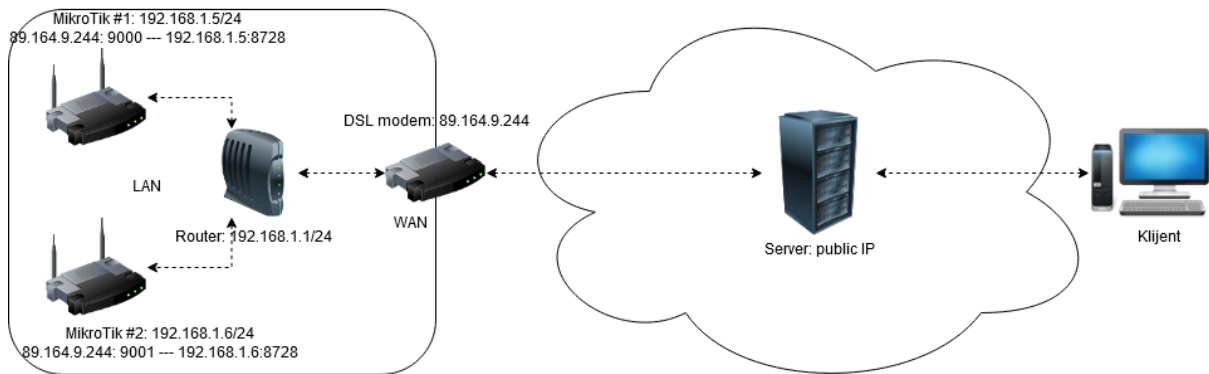 MikroTik #1: 192.168.1.5/24
89.164.9.244: 9000 --- 192.168.1.5:8728
DSL modem: 89.164.9.244
LAN
Router: 192.168.1.1/24
WAN
Server: public IP
Klijent
MikroTik #2: 192.168.1.6/24
89.164.9.244: 9001 --- 192.168.1.6:8728